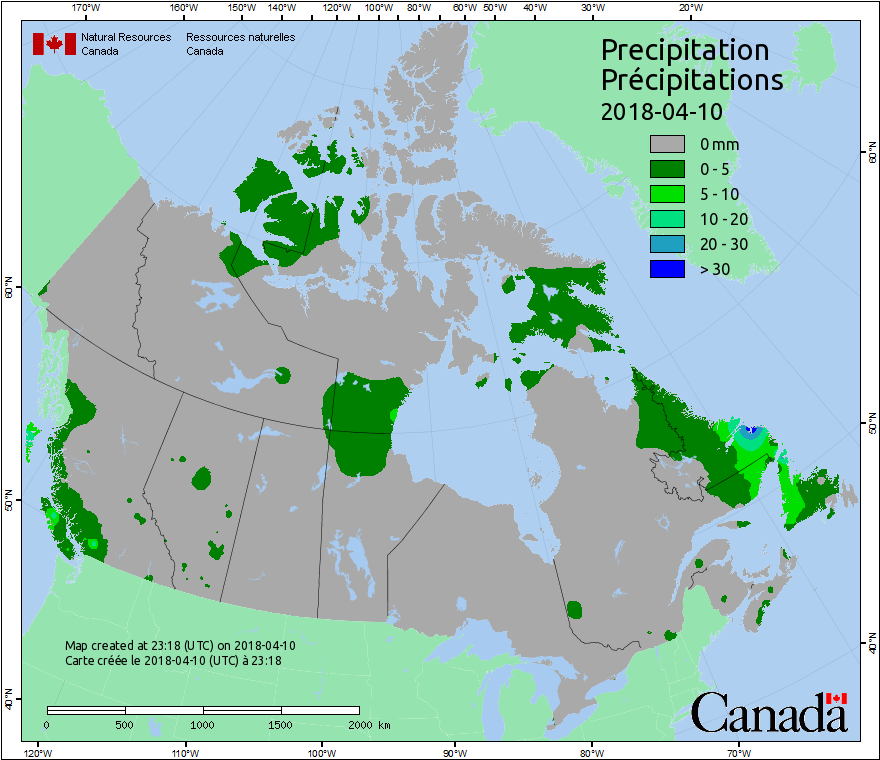 170°W 160°W 150°W 140°W 120°W 100°W 80°W 60°W 50°W 40°W 30°W 20°W
Natural Resources Ressources naturelles
Canada Canada
Precipitation
Précipitations
2018-04-10
0 mm
0 - 5
5 - 10
10 - 20
20 - 30
> 30
60°N
60°N
50°N
50°N
40°N
40°N
Map created at 23:18 (UTC) on 2018-04-10
Carte créée le 2018-04-10 (UTC) à 23:18
0 500 1000 1500 2000 km
Canada
120°W 110°W 100°W 90°W 80°W 70°W